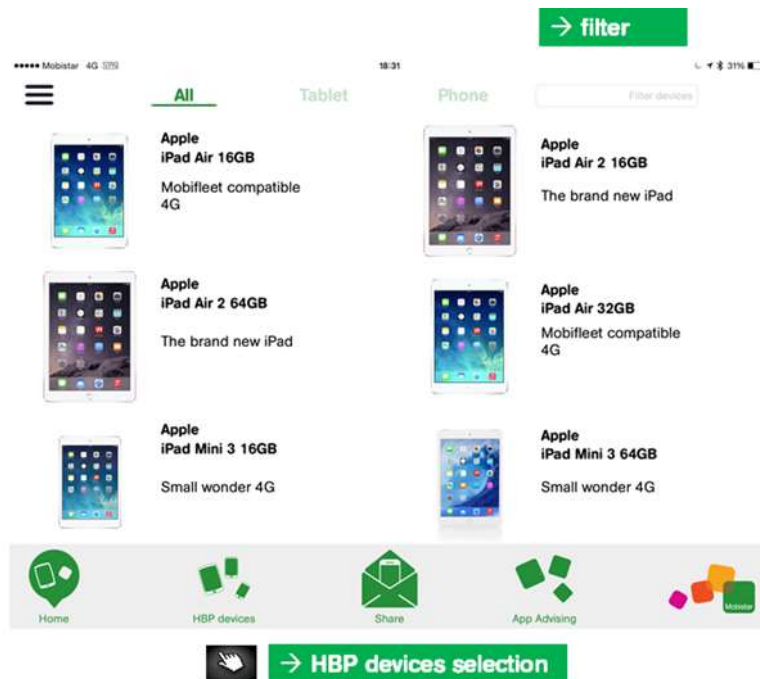 → filter
Mobistar 4G VPN
18:31
31%
All
Tablet
Phone
Filter devices
Apple
iPad Air 16GB
Mobifleet compatible
4G
Apple
iPad Air 2 16GB
The brand new iPad
Apple
iPad Air 2 64GB
The brand new iPad
Apple
iPad Air 32GB
Mobifleet compatible
4G
Apple
iPad Mini 3 16GB
Small wonder 4G
Apple
iPad Mini 3 64GB
Small wonder 4G
Home
HBP devices
Share
App Advising
Mobistar
→ HBP devices selection